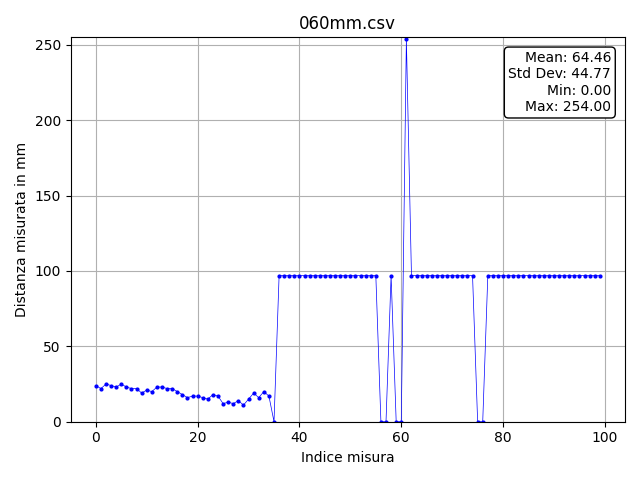 060mm.csv
Mean: 64.46
Std Dev: 44.77
Min: 0.00
Max: 254.00
Distanza misurata in mm
250
200
150
100
50
0
0 20 40 60 80 100
Indice misura